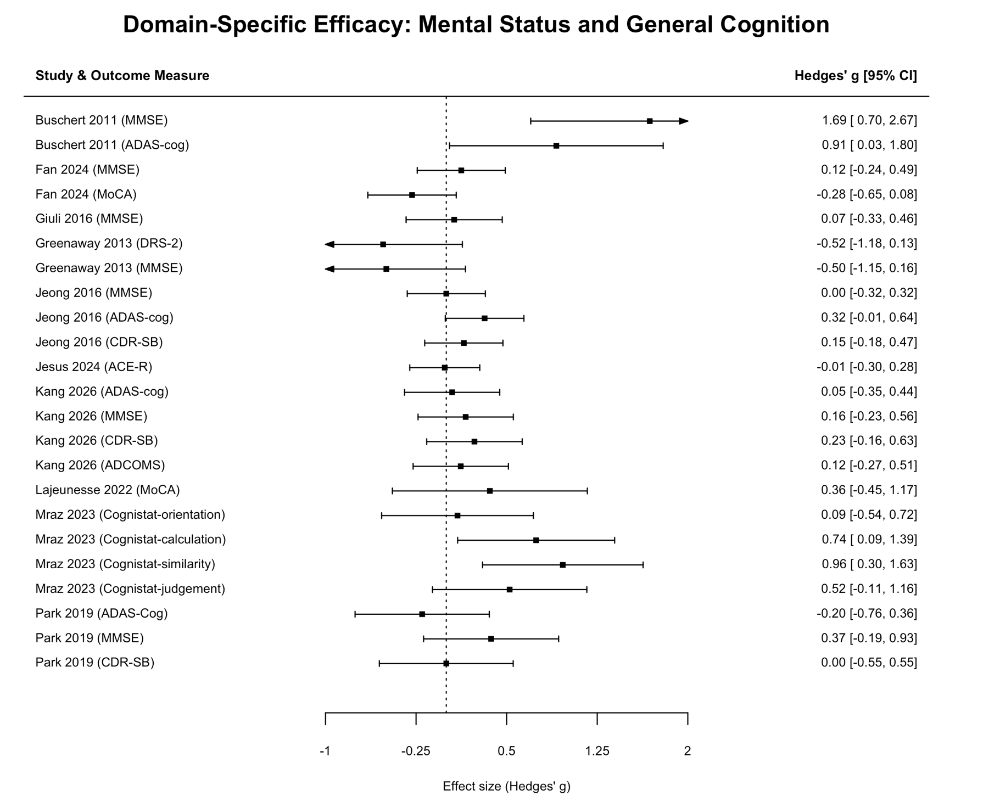 Domain-Specific Efficacy: Mental Status and General Cognition
Study & Outcome Measure Hedges' g [95% CI]
Buschert 2011 (MMSE) 1.69 [ 0.70, 2.67]
Buschert 2011 (ADAS-cog) 0.91 [ 0.03, 1.80]
Fan 2024 (MMSE) 0.12 [-0.24, 0.49]
Fan 2024 (MoCA) -0.28 [-0.65, 0.08]
Giuli 2016 (MMSE) 0.07 [-0.33, 0.46]
Greenaway 2013 (DRS-2) -0.52 [-1.18, 0.13]
Greenaway 2013 (MMSE) -0.50 [-1.15, 0.16]
Jeong 2016 (MMSE) 0.00 [-0.32, 0.32]
Jeong 2016 (ADAS-cog) 0.32 [-0.01, 0.64]
Jeong 2016 (CDR-SB) 0.15 [-0.18, 0.47]
Jesus 2024 (ACE-R) -0.01 [-0.30, 0.28]
Kang 2026 (ADAS-cog) 0.05 [-0.35, 0.44]
Kang 2026 (MMSE) 0.16 [-0.23, 0.56]
Kang 2026 (CDR-SB) 0.23 [-0.16, 0.63]
Kang 2026 (ADCOMS) 0.12 [-0.27, 0.51]
Lajeunesse 2022 (MoCA) 0.36 [-0.45, 1.17]
Mraz 2023 (Cognistat-orientation) 0.09 [-0.54, 0.72]
Mraz 2023 (Cognistat-calculation) 0.74 [ 0.09, 1.39]
Mraz 2023 (Cognistat-similarity) 0.96 [ 0.30, 1.63]
Mraz 2023 (Cognistat-judgement) 0.52 [-0.11, 1.16]
Park 2019 (ADAS-Cog) -0.20 [-0.76, 0.36]
Park 2019 (MMSE) 0.37 [-0.19, 0.93]
Park 2019 (CDR-SB) 0.00 [-0.55, 0.55]
-1 -0.25 0.5 1.25 2
Effect size (Hedges' g)